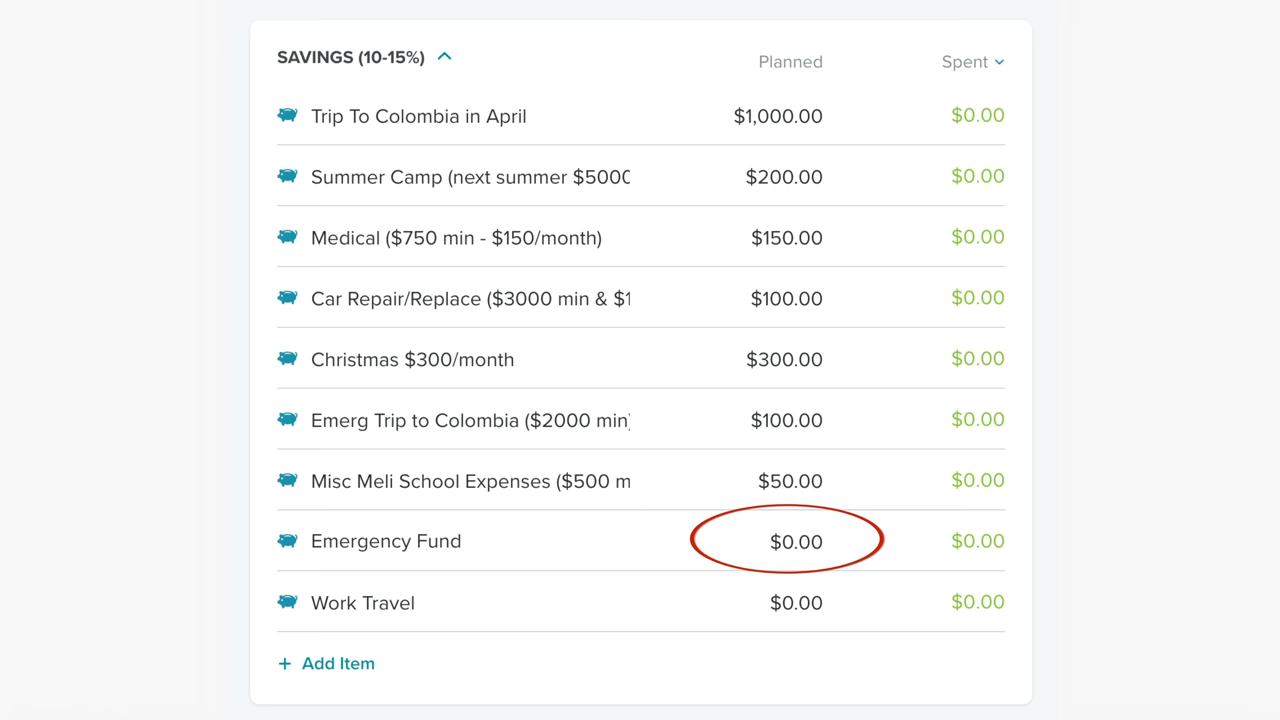 SAVINGS (10-15%) Planned Spent
Trip To Colombia in April $1,000.00 $0.00
Summer Camp (next summer $5000 $200.00 $0.00
Medical ($750 min - $150/month) $150.00 $0.00
Car Repair/Replace ($3000 min & $1 $100.00 $0.00
Christmas $300/month $300.00 $0.00
Emerg Trip to Colombia ($2000 min) $100.00 $0.00
Misc Meli School Expenses ($500 m $50.00 $0.00
Emergency Fund $0.00 $0.00
Work Travel $0.00 $0.00
+ Add Item